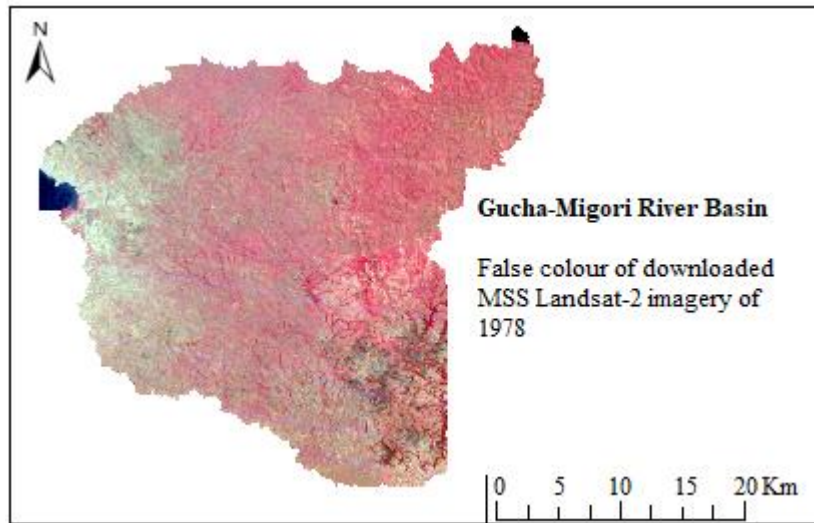 N
Gucha-Migori River Basin
False colour of downloaded
MSS Landsat-2 imagery of
1978
0 5 10 15 20 Km